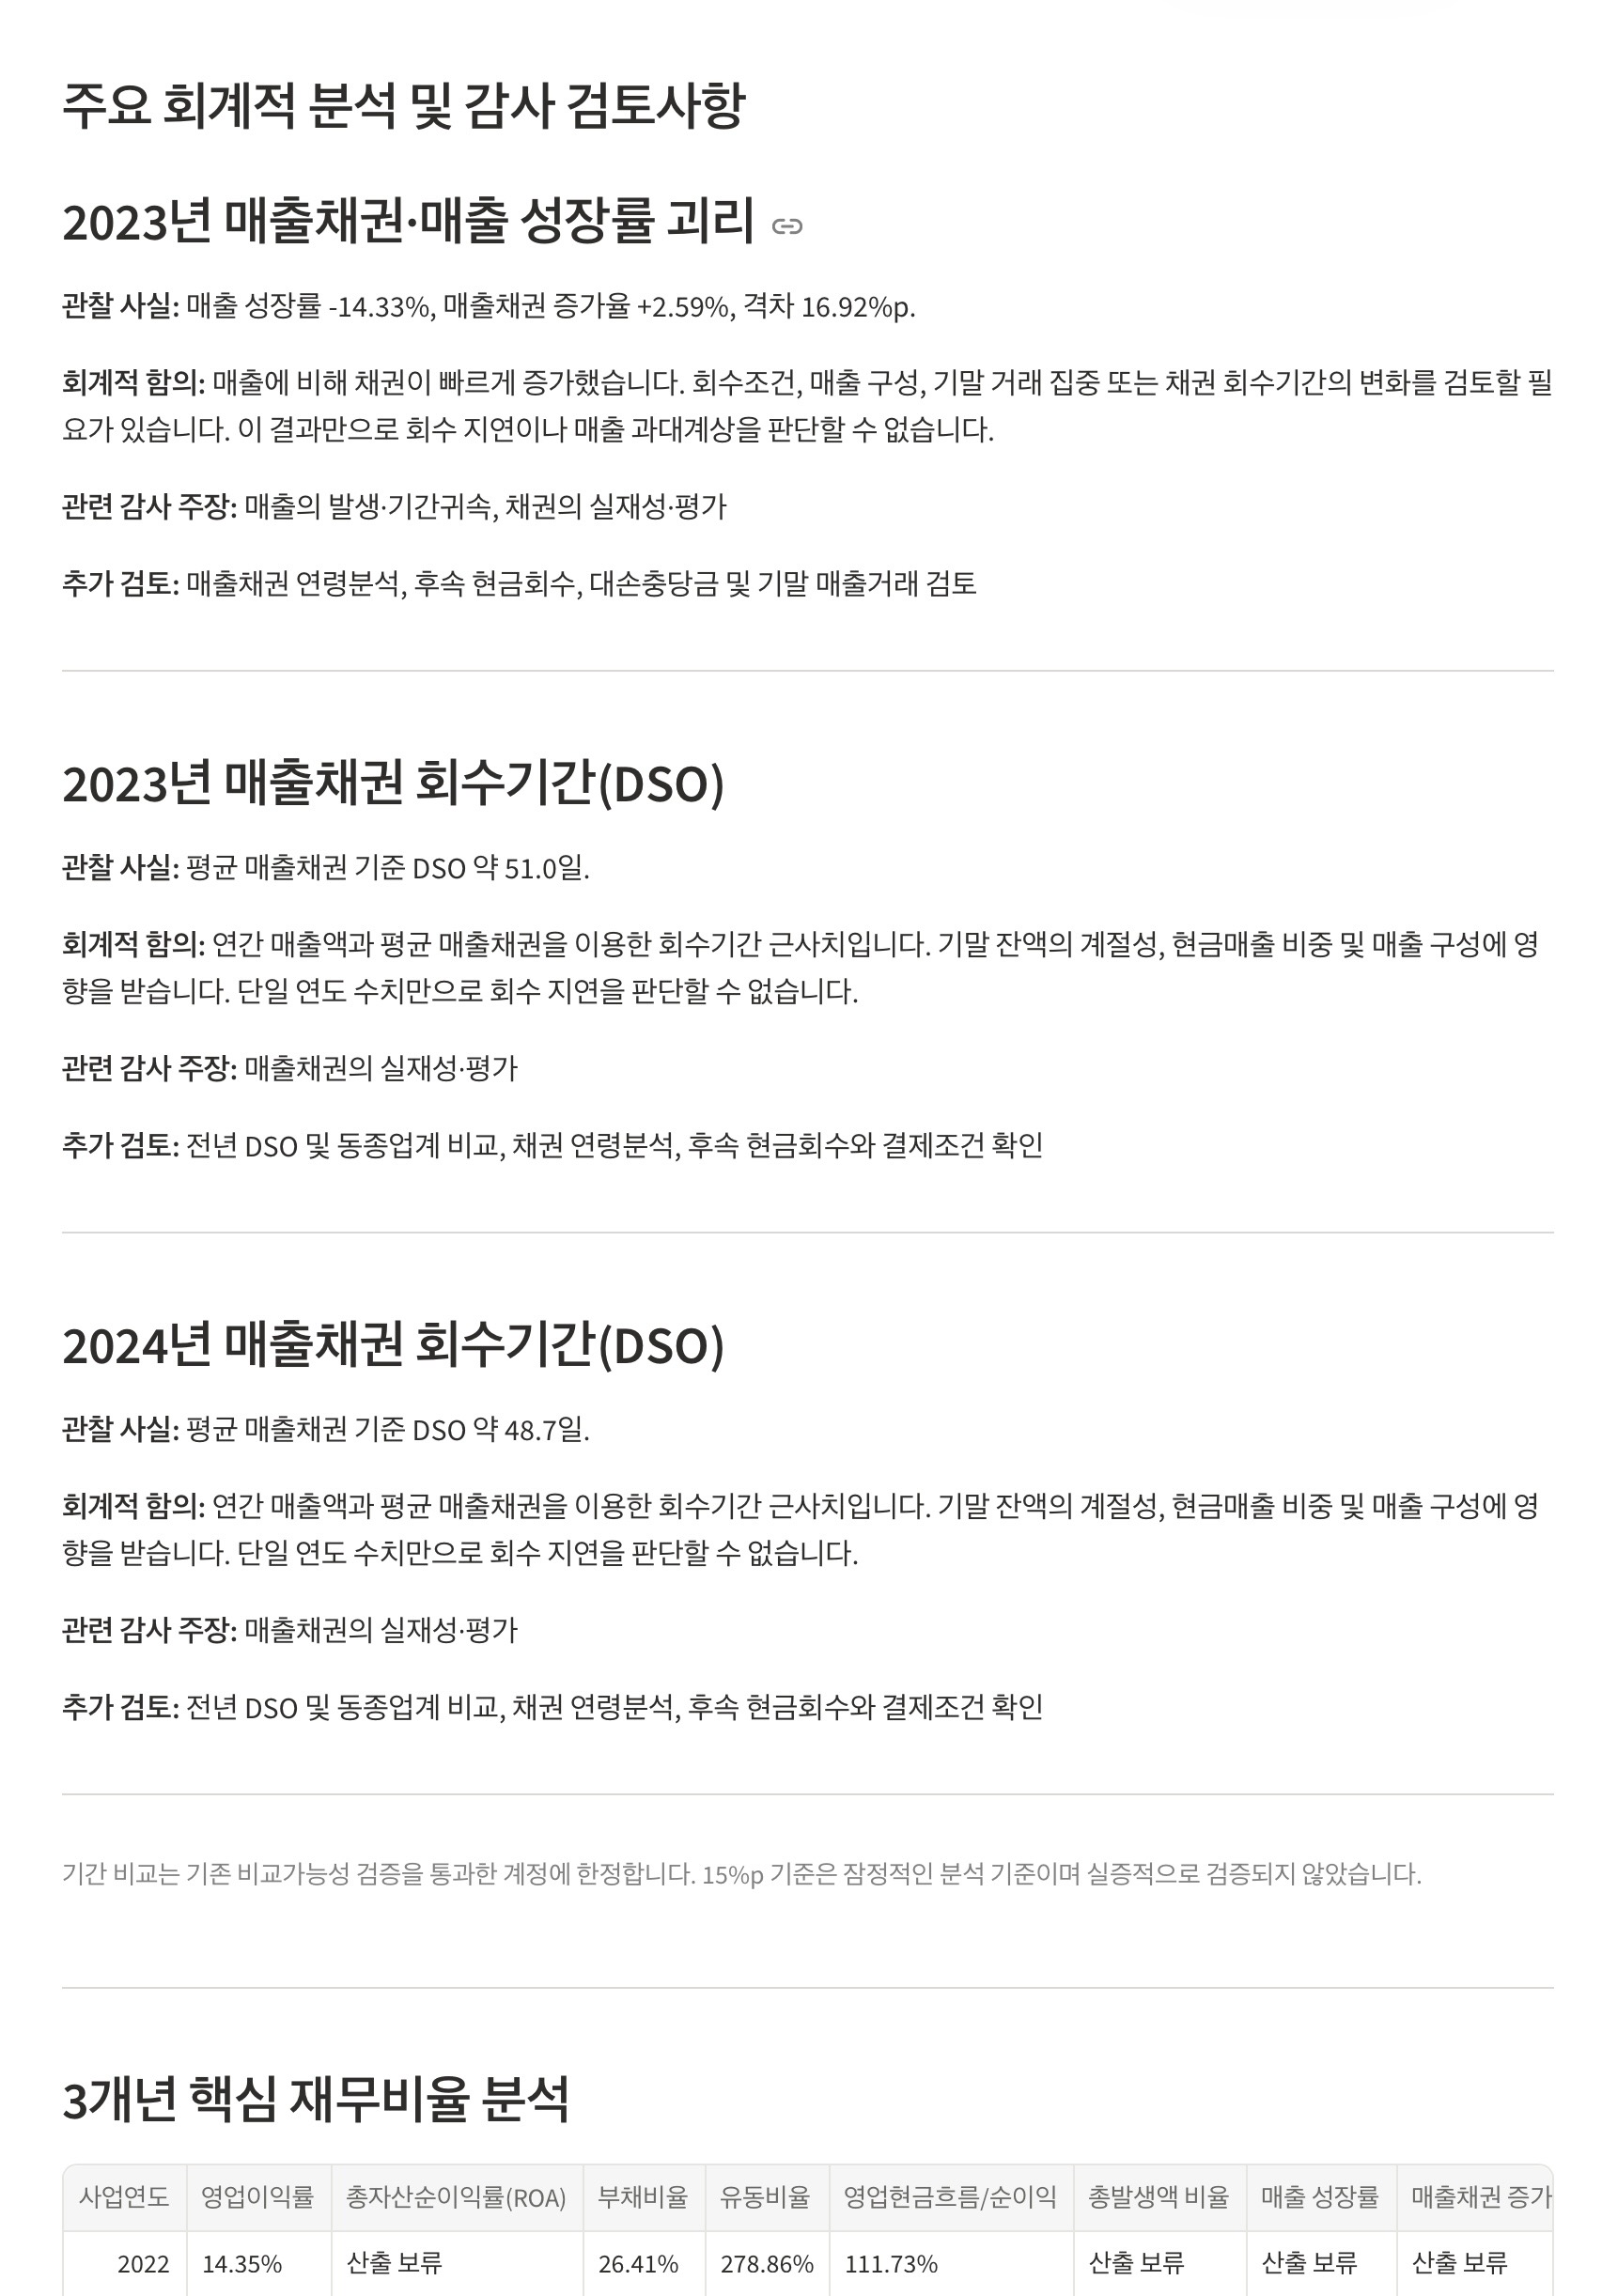 주요 회계적 분석 및 감사 검토사항
2023년 매출채권·매출 성장률 괴리
관찰 사실: 매출 성장률 -14.33%, 매출채권 증가율 +2.59%, 격차 16.92%p.
회계적 함의: 매출에 비해 채권이 빠르게 증가했습니다. 회수조건, 매출 구성, 기말 거래 집중 또는 채권 회수기간의 변화를 검토할 필
요가 있습니다. 이 결과만으로 회수 지연이나 매출 과대계상을 판단할 수 없습니다.
관련 감사 주장: 매출의 발생·기간귀속, 채권의 실재성·평가
추가 검토: 매출채권 연령분석, 후속 현금회수, 대손충당금 및 기말 매출거래 검토
2023년 매출채권 회수기간(DSO)
관찰 사실: 평균 매출채권 기준 DSO 약 51.0일.
회계적 함의: 연간 매출액과 평균 매출채권을 이용한 회수기간 근사치입니다. 기말 잔액의 계절성, 현금매출 비중 및 매출 구성에 영
향을 받습니다. 단일 연도 수치만으로 회수 지연을 판단할 수 없습니다.
관련 감사 주장: 매출채권의 실재성·평가
추가 검토: 전년 DSO 및 동종업계 비교, 채권 연령분석, 후속 현금회수와 결제조건 확인
2024년 매출채권 회수기간(DSO)
관찰 사실: 평균 매출채권 기준 DSO 약 48.7일.
회계적 함의: 연간 매출액과 평균 매출채권을 이용한 회수기간 근사치입니다. 기말 잔액의 계절성, 현금매출 비중 및 매출 구성에 영
향을 받습니다. 단일 연도 수치만으로 회수 지연을 판단할 수 없습니다.
관련 감사 주장: 매출채권의 실재성·평가
추가 검토: 전년 DSO 및 동종업계 비교, 채권 연령분석, 후속 현금회수와 결제조건 확인
기간 비교는 기존 비교가능성 검증을 통과한 계정에 한정합니다. 15%p 기준은 잠정적인 분석 기준이며 실증적으로 검증되지 않았습니다.
3개년 핵심 재무비율 분석
사업연도 영업이익률 총자산순이익률(ROA) 부채비율 유동비율 영업현금흐름/순이익 총발생액 비율 매출 성장률 매출채권 증가
2022 14.35% 산출 보류 26.41% 278.86% 111.73% 산출 보류 산출 보류 산출 보류